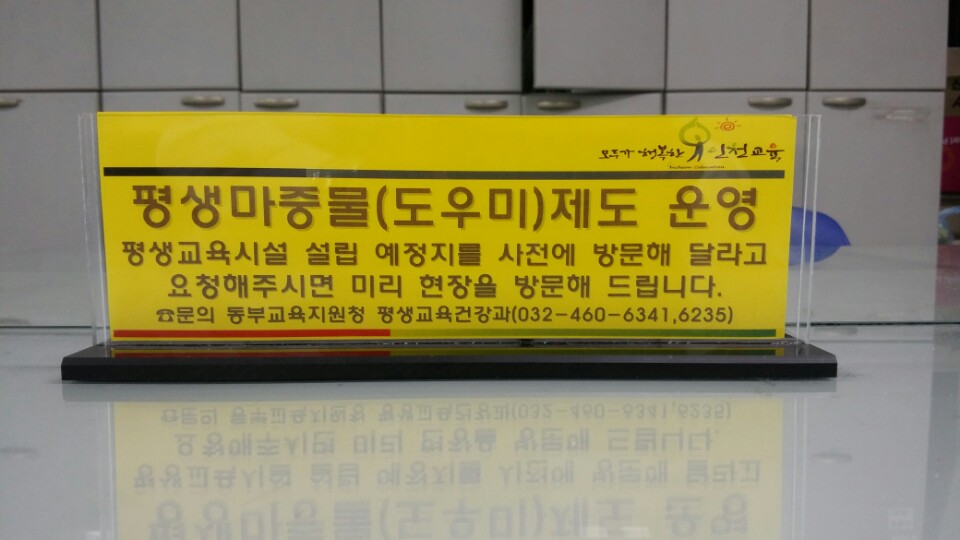 모두가 행복한 인천교육
Incheon Education
평생마중물(도우미)제도 운영
평생교육시설 설립 예정지를 사전에 방문해 달라고
요청해주시면 미리 현장을 방문해 드립니다.
☎문의 동부교육지원청 평생교육건강과(032-460-6341,6235)